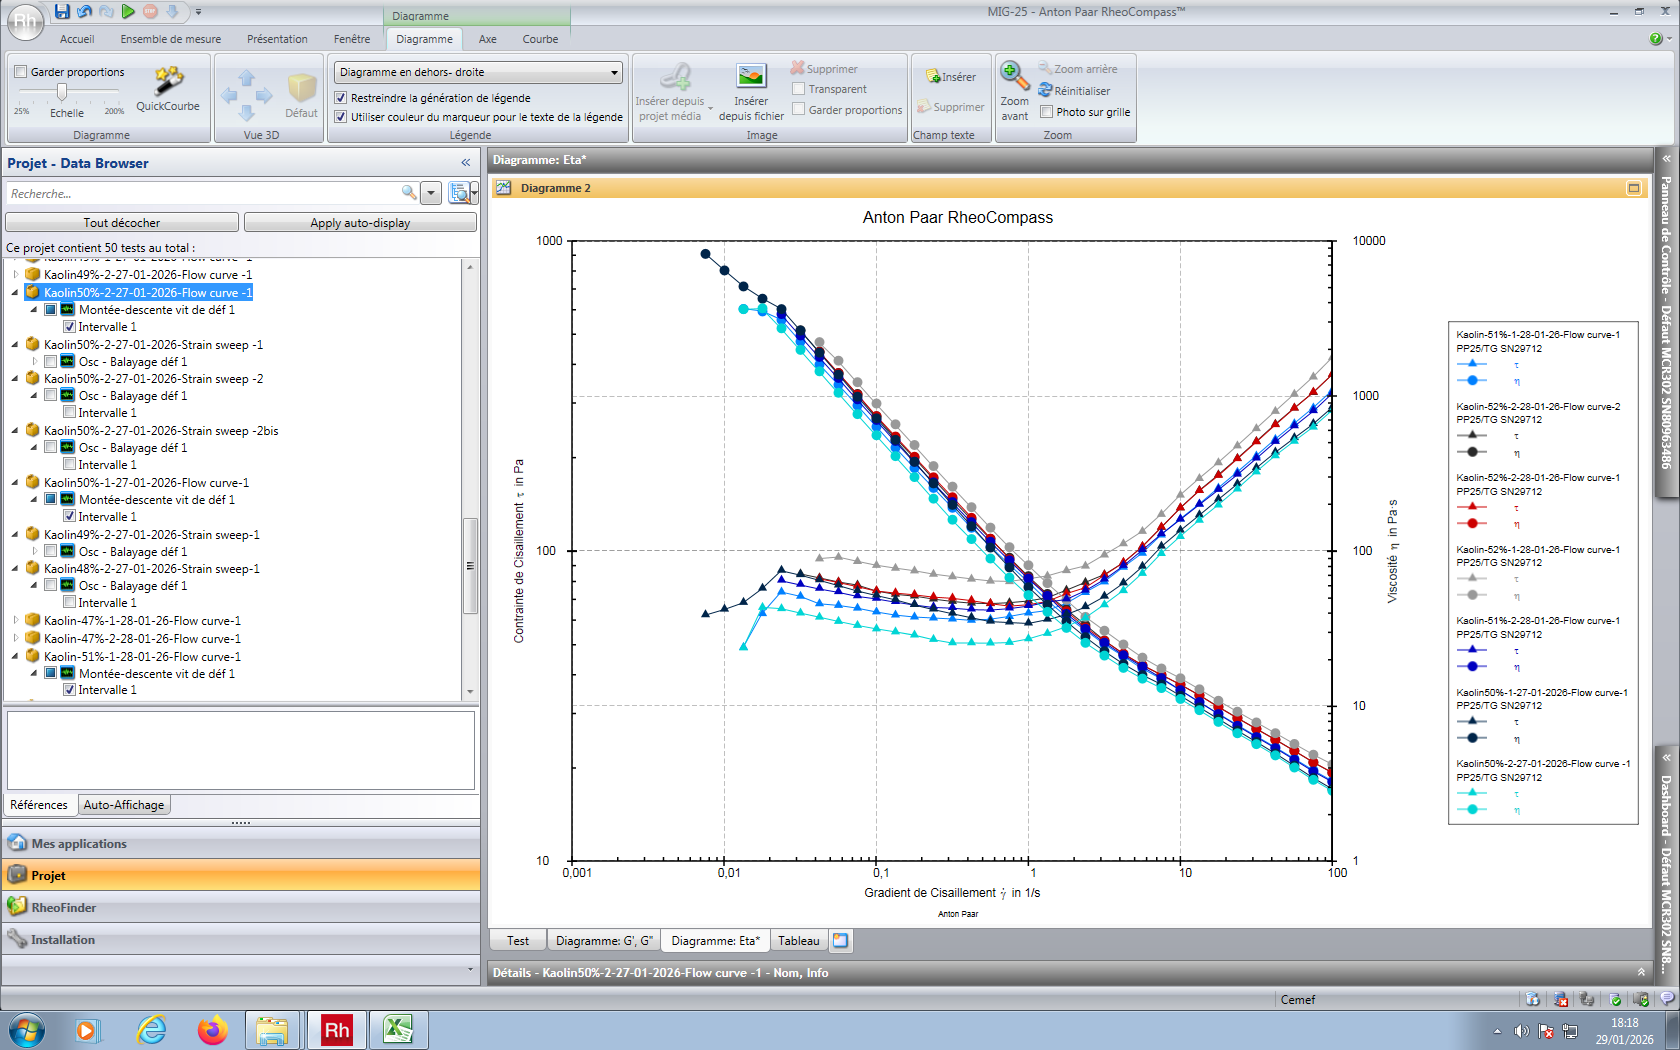 MIG-25 - Anton Paar RheoCompass™
Diagramme
Accueil
Ensemble de mesure
Présentation
Fenêtre
Diagramme
Axe
Courbe
Garder proportions
25%
Echelle
200%
QuickCourbe
Diagramme
Défaut
Vue 3D
Diagramme en dehors- droite
Restreindre la génération de légende
Utiliser couleur du marqueur pour le texte de la légende
Légende
Insérer depuis projet média
Insérer depuis fichier
Supprimer
Transparent
Garder proportions
Image
Insérer
Supprimer
Champ texte
Zoom avant
Zoom arrière
Réinitialiser
Photo sur grille
Zoom
Projet - Data Browser
Recherche...
Tout décocher
Apply auto-display
Ce projet contient 50 tests au total :
Kaolin49%-2-27-01-2026-Flow curve -1
Kaolin50%-2-27-01-2026-Flow curve -1
Montée-descente vit de déf 1
Intervalle 1
Kaolin50%-2-27-01-2026-Strain sweep -1
Osc - Balayage déf 1
Kaolin50%-2-27-01-2026-Strain sweep -2
Osc - Balayage déf 1
Intervalle 1
Kaolin50%-2-27-01-2026-Strain sweep -2bis
Osc - Balayage déf 1
Intervalle 1
Kaolin50%-1-27-01-2026-Flow curve-1
Montée-descente vit de déf 1
Intervalle 1
Kaolin49%-2-27-01-2026-Strain sweep-1
Osc - Balayage déf 1
Kaolin48%-2-27-01-2026-Strain sweep-1
Osc - Balayage déf 1
Intervalle 1
Kaolin-47%-1-28-01-26-Flow curve-1
Kaolin-47%-2-28-01-26-Flow curve-1
Kaolin-51%-1-28-01-26-Flow curve-1
Montée-descente vit de déf 1
Intervalle 1
Références
Auto-Affichage
Mes applications
Projet
RheoFinder
Installation
Diagramme: Eta*
Diagramme 2
Anton Paar RheoCompass
1000
100
10
Contrainte de Cisaillement τ in Pa
10000
1000
100
10
1
Viscosité η in Pa·s
0,001
0,01
0,1
1
10
100
Gradient de Cisaillement γ̇ in 1/s
Anton Paar
Kaolin-51%-1-28-01-26-Flow curve-1
PP25/TG SN29712
τ
η
Kaolin-52%-2-28-01-26-Flow curve-2
PP25/TG SN29712
τ
η
Kaolin-52%-2-28-01-26-Flow curve-1
PP25/TG SN29712
τ
η
Kaolin-52%-1-28-01-26-Flow curve-1
PP25/TG SN29712
τ
η
Kaolin-51%-2-28-01-26-Flow curve-1
PP25/TG SN29712
τ
η
Kaolin50%-1-27-01-2026-Flow curve-1
PP25/TG SN29712
τ
η
Kaolin50%-2-27-01-2026-Flow curve -1
PP25/TG SN29712
τ
η
Test
Diagramme: G', G"
Diagramme: Eta*
Tableau
Détails - Kaolin50%-2-27-01-2026-Flow curve -1 - Nom, Info
Panneau de Contrôle - Défaut MCR302 SN80963486
Dashboard - Défaut MCR302 SN8...
Cemef
Rh
18:18
29/01/2026